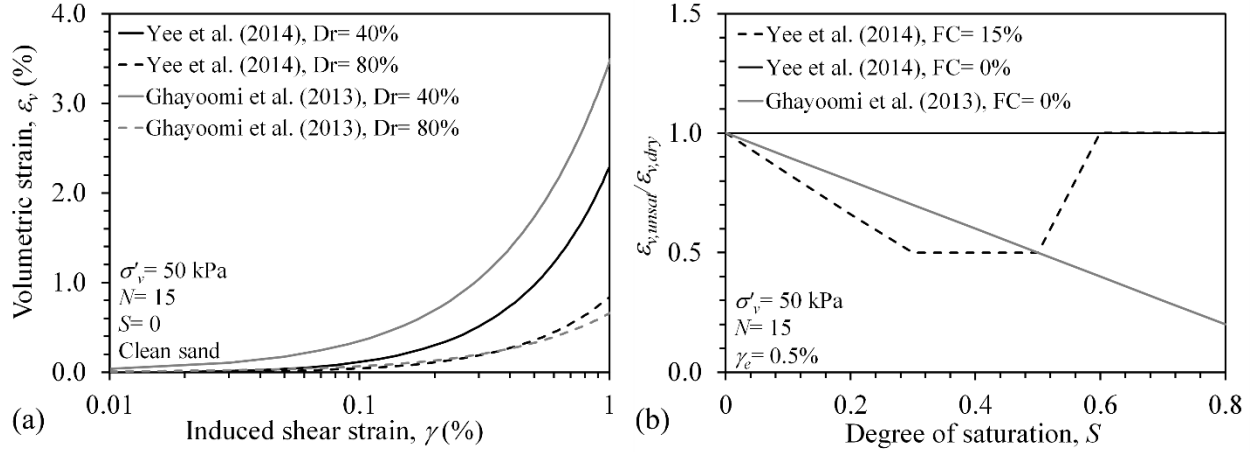 4.0
3.0
2.0
1.0
0.0
Volumetric strain, εv (%)
Yee et al. (2014), Dr= 40%
Yee et al. (2014), Dr= 80%
Ghayoomi et al. (2013), Dr= 40%
Ghayoomi et al. (2013), Dr= 80%
σ'v= 50 kPa
N= 15
S= 0
Clean sand
0.01
0.1
1
(a)
Induced shear strain, γ (%)
1.5
1.0
0.5
0.0
εv,unsat/εv,dry
Yee et al. (2014), FC= 15%
Yee et al. (2014), FC= 0%
Ghayoomi et al. (2013), FC= 0%
σ'v= 50 kPa
N= 15
γe= 0.5%
0
0.2
0.4
0.6
0.8
(b)
Degree of saturation, S